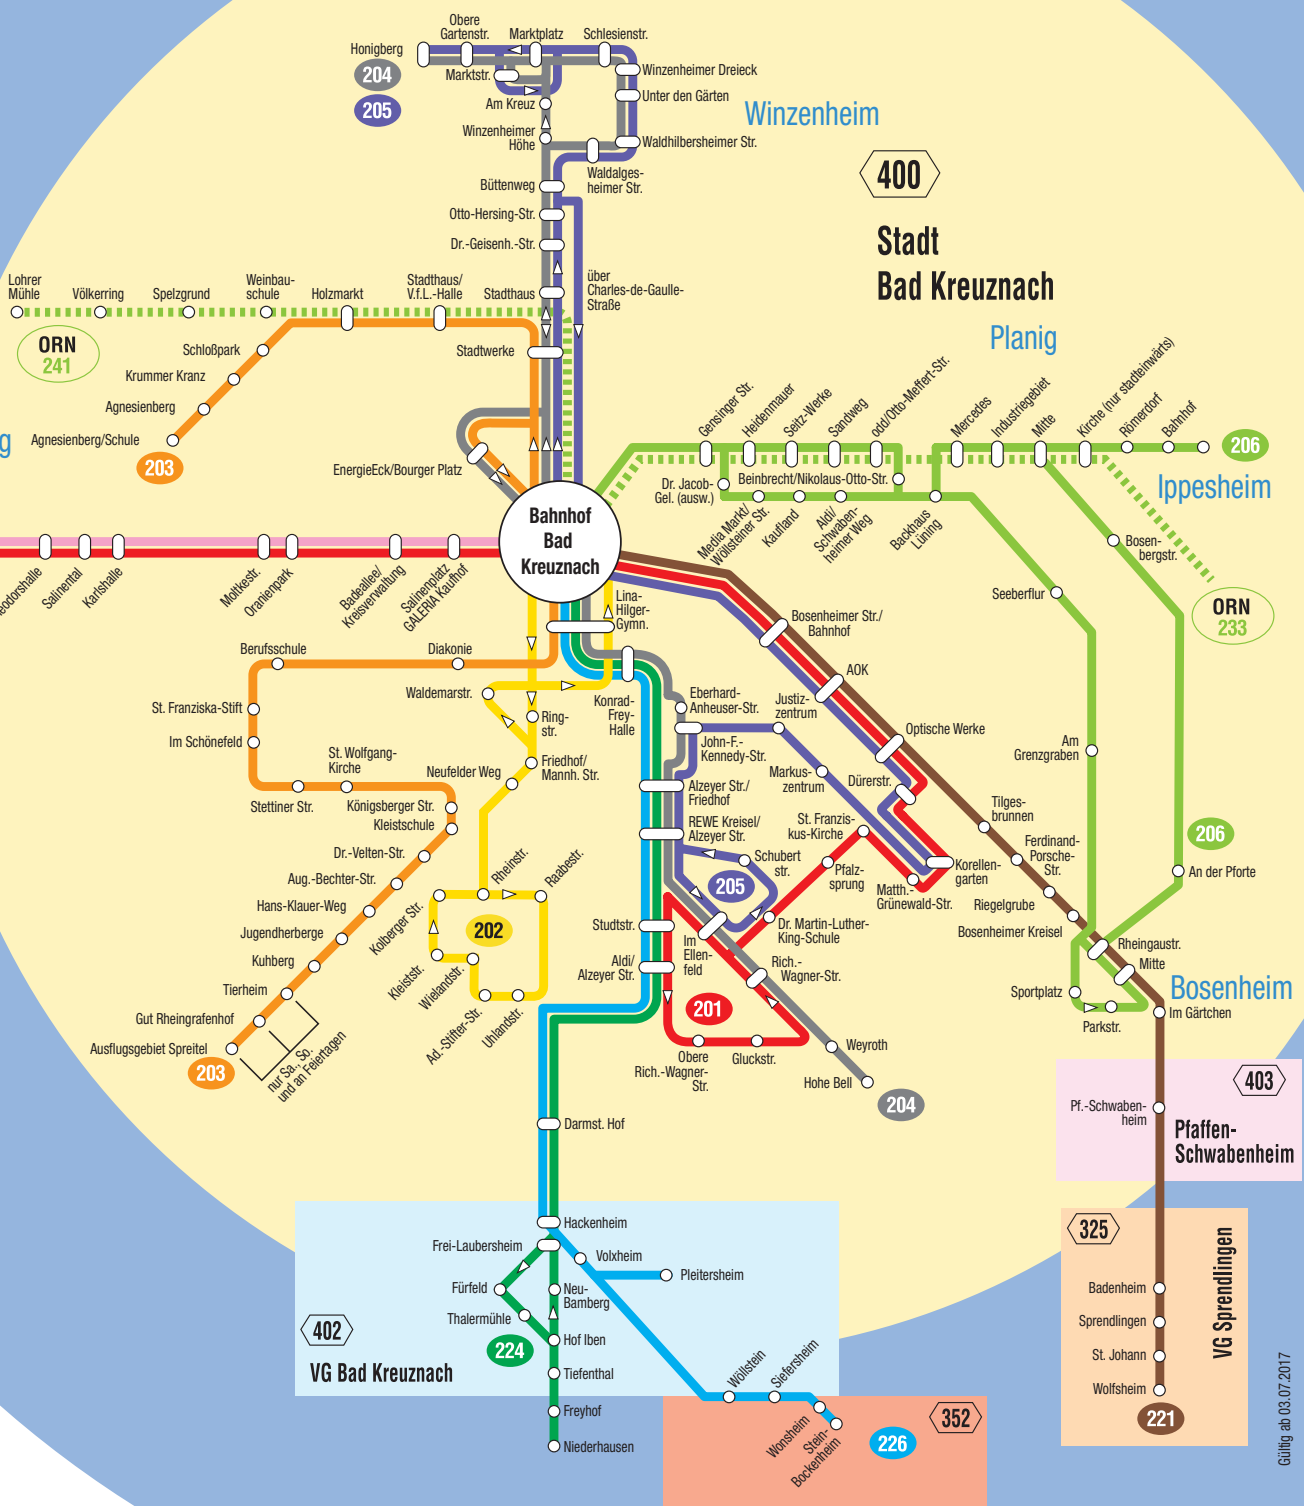 Obere
Gartenstr.
Marktplatz
Schlesienstr.
Honigberg
204
205
Marktstr.
Am Kreuz
Winzenheimer
Höhe
Winzenheimer Dreieck
Unter den Gärten
Waldhilbersheimer Str.
Winzenheim
Waldalges-
heimer Str.
Büttenweg
Otto-Hersing-Str.
Dr.-Geisenh.-Str.
Stadthaus
über
Charles-de-Gaulle-
Straße
400
Stadt
Bad Kreuznach
Planig
Lohrer
Mühle
Völkerring
Spelzgrund
Weinbau-
schule
Holzmarkt
Stadthaus/
V.f.L.-Halle
ORN
241
Stadtwerke
Schloßpark
Krummer Kranz
Agnesienberg
Agnesienberg/Schule
203
g
EnergieEck/Bourger Platz
Bahnhof
Bad
Kreuznach
Gensinger Str.
Heidenmauer
Seitz-Werke
Sandweg
odd/Otto-Meffert-Str.
Mercedes
Industriegebiet
Mitte
Kirche (nur stadteinwärts)
Römerdorf
Bahnhof
206
Ippesheim
Dr. Jacob-
Gel. (ausw.)
Beinbrecht/Nikolaus-Otto-Str.
Media Markt/
Wöllsteiner Str.
Kaufland
Aldi/
Schwaben-
heimer Weg
Backhaus
Lüning
Bosen-
bergstr.
Seeberflur
ORN
233
eodorshalle
Salinental
Karlshalle
Moltkestr.
Oranienpark
Badeallee/
Kreisverwaltung
Salinenplatz
GALERIA Kaufhof
Lina-
Hilger-
Gymn.
Bosenheimer Str./
Bahnhof
AOK
Optische Werke
Berufsschule
Diakonie
St. Franziska-Stift
Im Schönefeld
St. Wolfgang-
Kirche
Stettiner Str.
Königsberger Str.
Kleistschule
Dr.-Velten-Str.
Aug.-Bechter-Str.
Hans-Klauer-Weg
Jugendherberge
Kuhberg
Tierheim
Gut Rheingrafenhof
Ausflugsgebiet Spreitel
203
nur Sa., So.
und an Feiertagen
Waldemarstr.
Ring-
str.
Friedhof/
Mannh. Str.
Neufelder Weg
Rheinstr.
Raabestr.
Kolberger Str.
202
Kleiststr.
Wielandstr.
Ad.-Stifter-Str.
Uhlandstr.
Konrad-
Frey-
Halle
Eberhard-
Anheuser-Str.
Justiz-
zentrum
John-F.-
Kennedy-Str.
Markus-
zentrum
Dürerstr.
Alzeyer Str./
Friedhof
REWE Kreisel/
Alzeyer Str.
St. Franzis-
kus-Kirche
Schubert
str.
205
Pfalz-
sprung
Matth.-
Grünewald-Str.
Korellen-
garten
Dr. Martin-Luther-
King-Schule
Studtstr.
Im
Ellen-
feld
Aldi/
Alzeyer Str.
Rich.-
Wagner-Str.
201
Obere
Rich.-Wagner-
Str.
Gluckstr.
Weyroth
Hohe Bell
204
Am
Grenzgraben
Tilges-
brunnen
Ferdinand-
Porsche-
Str.
Riegelgrube
Bosenheimer Kreisel
206
An der Pforte
Rheingaustr.
Mitte
Sportplatz
Parkstr.
Bosenheim
Im Gärtchen
403
Pf.-Schwaben-
heim
Pfaffen-
Schwabenheim
325
VG Sprendlingen
Badenheim
Sprendlingen
St. Johann
Wolfsheim
221
Darmst. Hof
Hackenheim
Frei-Laubersheim
Volxheim
Pleitersheim
Fürfeld
Neu-
Bamberg
Thalermühle
Hof Iben
402
224
VG Bad Kreuznach
Tiefenthal
Freyhof
Niederhausen
Wöllstein
Siefersheim
Wonsheim
Stein-
Bockenheim
352
226
Gültig ab 03.07.2017